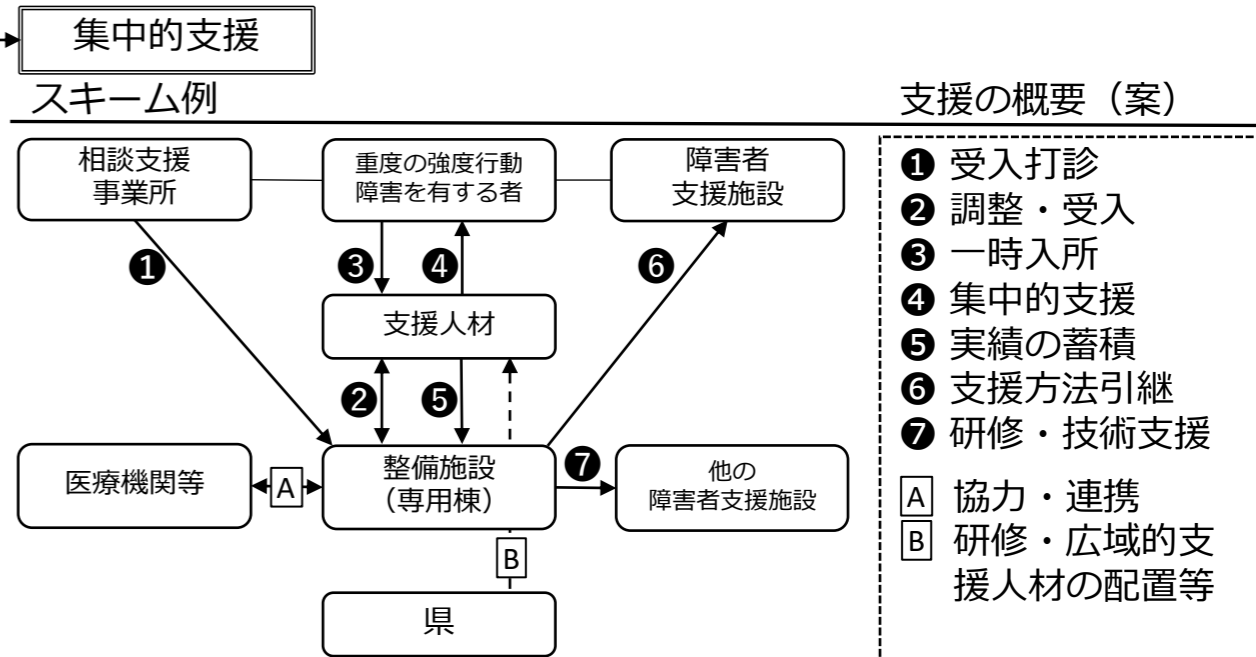 集中的支援
スキーム例
支援の概要（案）
相談支援
事業所
重度の強度行動
障害を有する者
障害者
支援施設
❶
❸
❹
❻
支援人材
❷
❺
医療機関等
A
整備施設
（専用棟）
❼
他の
障害者支援施設
B
県
❶ 受入打診
❷ 調整・受入
❸ 一時入所
❹ 集中的支援
❺ 実績の蓄積
❻ 支援方法引継
❼ 研修・技術支援
A 協力・連携
B 研修・広域的支
援人材の配置等